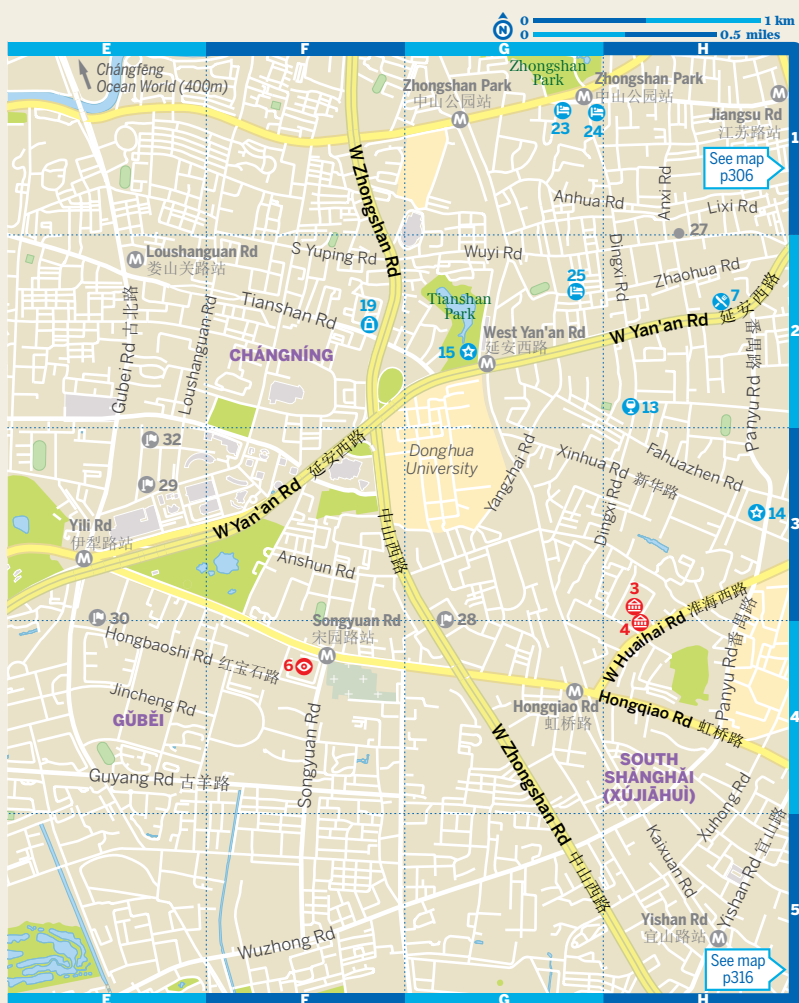 N
0 1 km
0 0.5 miles
E F G H
Chángfēng
Ocean World (400m)
Zhongshan
Park
Zhongshan Park
中山公园站
Zhongshan Park
中山公园站
23
24
Jiangsu Rd
江苏路站
1
See map
p306
W Zhongshan Rd
Anhua Rd
Anxi Rd
Lixi Rd
27
Loushanguan Rd
娄山关路站
S Yuping Rd
Wuyi Rd
Dingxi Rd
Zhaohua Rd
25
7
Tianshan Rd
19
Tianshan
Park
Gubei Rd 古北路
Loushanguan Rd
CHÁNGNÍNG
15
West Yan'an Rd
延安西路
W Yan'an Rd 延安西路
2
Panyu Rd 番禺路
13
32
29
Donghua
University
Yangzhai Rd
Xinhua Rd 新华路
Fahuazhen Rd
Dingxi Rd
14
W Yan'an Rd 延安西路
3
Yili Rd
伊犁路站
Anshun Rd
中山西路
3
4
W Huaihai Rd 淮海西路
30
Songyuan Rd
宋园路站
28
Hongbaoshi Rd 红宝石路
6
Panyu Rd 番禺路
Jincheng Rd
GǓBĚI
Hongqiao Rd
虹桥路
Hongqiao Rd 虹桥路
4
Songyuan Rd
W Zhongshan Rd 中山西路
SOUTH
SHÀNGHǍI
(XÚJIĀHUÌ)
Guyang Rd 古羊路
Xuhong Rd
Kaixuan Rd
Yishan Rd 宜山路
Wuzhong Rd
Yishan Rd
宜山路站
5
See map
p316
E F G H